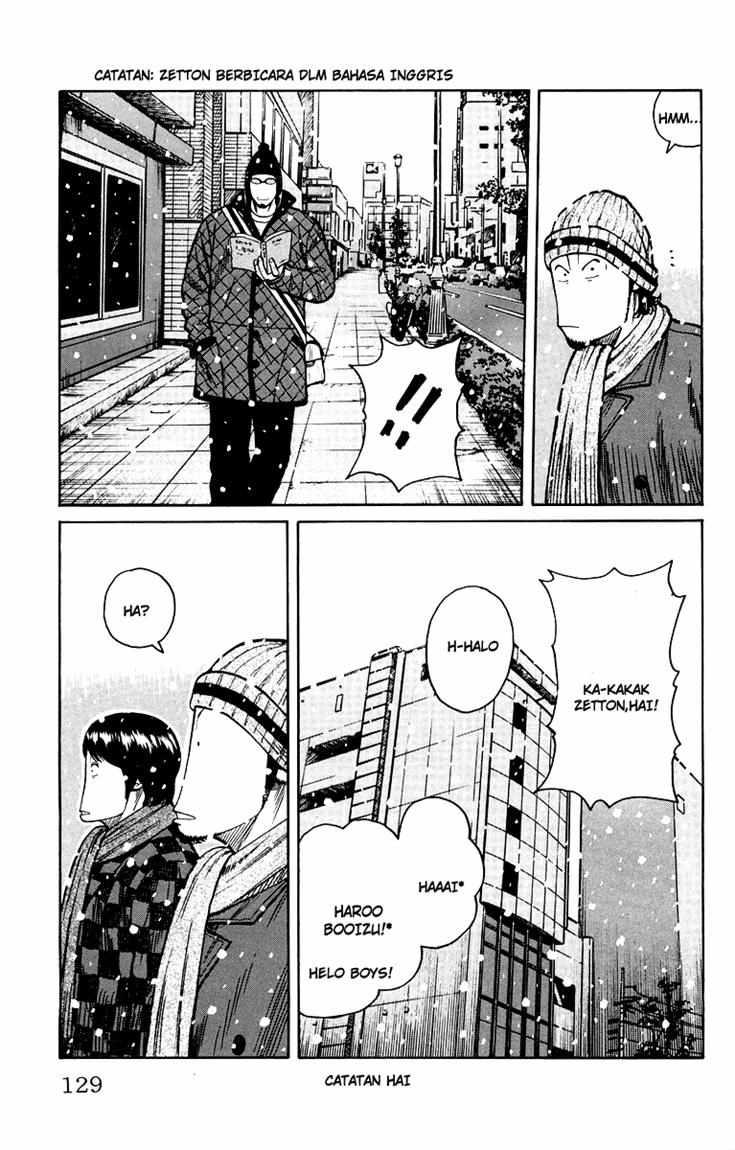 CATATAN: ZETTON BERBICARA DLM BAHASA INGGRIS
HMM...
...
!!
KA-KAKAK
ZETTON,HAI!
H-HALO
HAAAI*
HAROO
BOOIZU!*
HELO BOYS!
HA?
129
CATATAN HAI